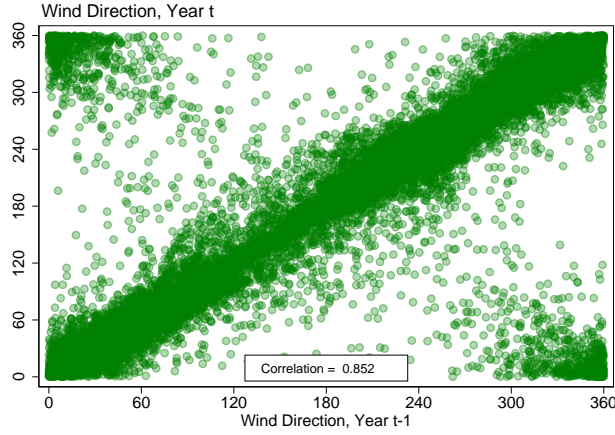 Wind Direction, Year t
360
300
240
180
120
60
0
Correlation = 0.852
0 60 120 180 240 300 360
Wind Direction, Year t-1